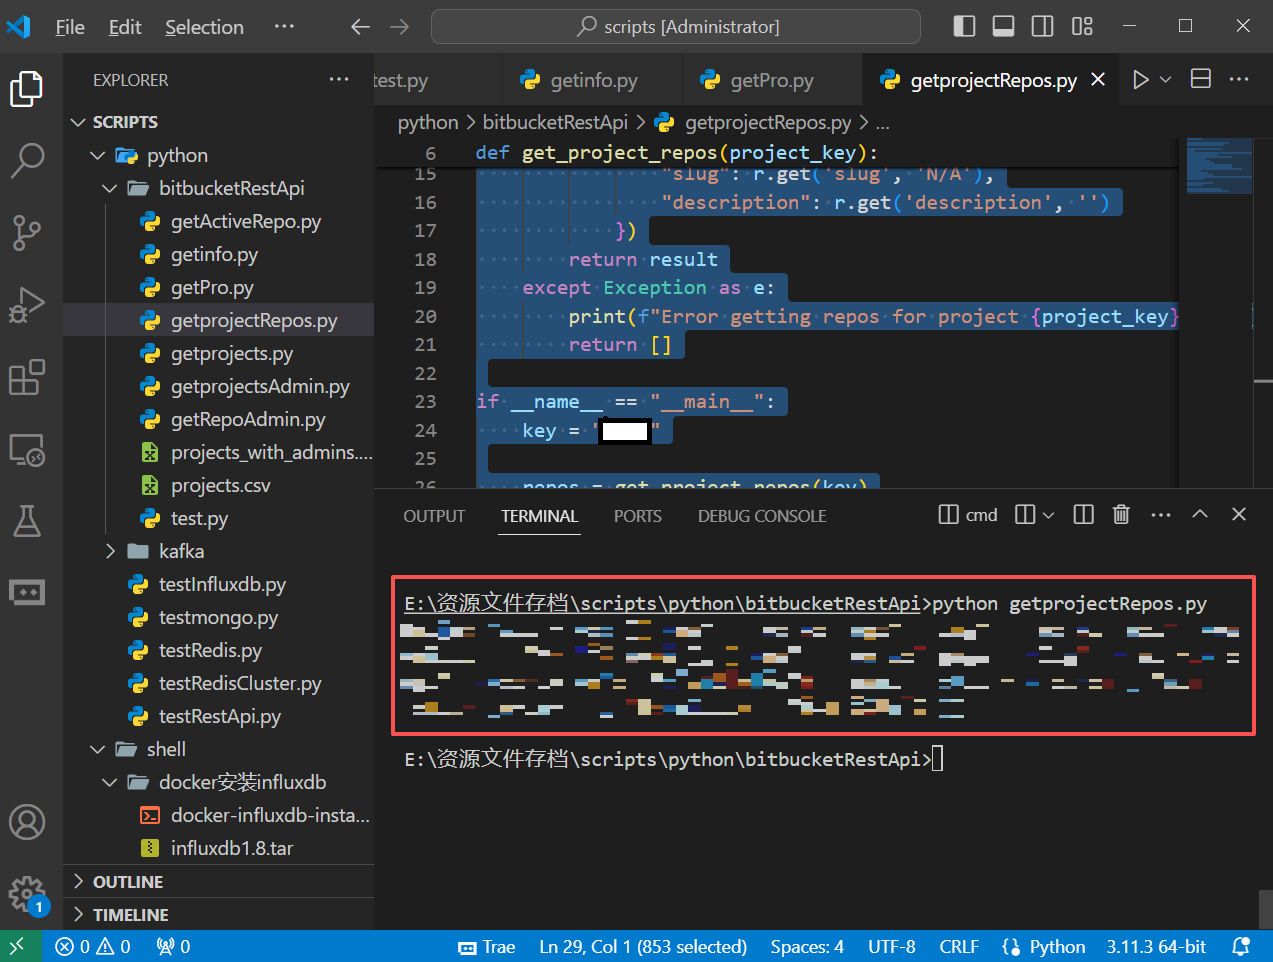 File Edit Selection ··· scripts [Administrator]
EXPLORER ···
SCRIPTS
python
bitbucketRestApi
getActiveRepo.py
getinfo.py
getPro.py
getprojectRepos.py
getprojects.py
getprojectsAdmin.py
getRepoAdmin.py
projects_with_admins....
projects.csv
test.py
kafka
testInfluxdb.py
testmongo.py
testRedis.py
testRedisCluster.py
testRestApi.py
shell
docker安装influxdb
docker-influxdb-insta...
influxdb1.8.tar
OUTLINE
TIMELINE
1
test.py getinfo.py getPro.py getprojectRepos.py
python > bitbucketRestApi > getprojectRepos.py > ...
6 def get_project_repos(project_key):
15 "slug": r.get('slug', 'N/A'),
16 "description": r.get('description', '')
17 })
18 return result
19 except Exception as e:
20 print(f"Error getting repos for project {project_key}
21 return []
22
23 if __name__ == "__main__":
24 key = " "
25
26 repos = get_project_repos(key)
OUTPUT TERMINAL PORTS DEBUG CONSOLE cmd
E:\资源文件存档\scripts\python\bitbucketRestApi>python getprojectRepos.py
E:\资源文件存档\scripts\python\bitbucketRestApi>
0 0 0 Trae Ln 29, Col 1 (853 selected) Spaces: 4 UTF-8 CRLF Python 3.11.3 64-bit